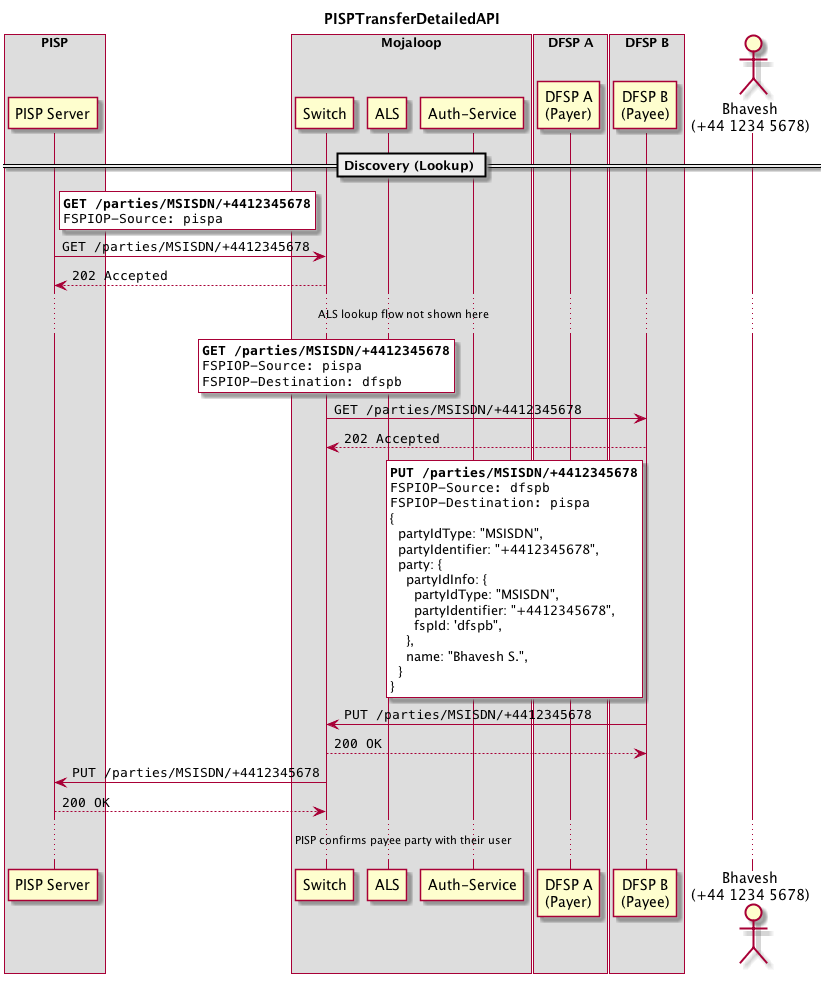 PISPTransferDetailedAPI
PISP
Mojaloop
DFSP A
DFSP B
PISP Server
Switch
ALS
Auth-Service
DFSP A
(Payer)
DFSP B
(Payee)
Bhavesh
(+44 1234 5678)
Discovery (Lookup)
GET /parties/MSISDN/+4412345678
FSPIOP-Source: pispa
GET /parties/MSISDN/+4412345678
202 Accepted
ALS lookup flow not shown here
GET /parties/MSISDN/+4412345678
FSPIOP-Source: pispa
FSPIOP-Destination: dfspb
GET /parties/MSISDN/+4412345678
202 Accepted
PUT /parties/MSISDN/+4412345678
FSPIOP-Source: dfspb
FSPIOP-Destination: pispa
{
partyIdType: "MSISDN",
partyIdentifier: "+4412345678",
party: {
partyIdInfo: {
partyIdType: "MSISDN",
partyIdentifier: "+4412345678",
fspId: 'dfspb",
},
name: "Bhavesh S.",
}
}
PUT /parties/MSISDN/+4412345678
200 OK
PUT /parties/MSISDN/+4412345678
200 OK
PISP confirms payee party with their user
PISP Server
Switch
ALS
Auth-Service
DFSP A
(Payer)
DFSP B
(Payee)
Bhavesh
(+44 1234 5678)